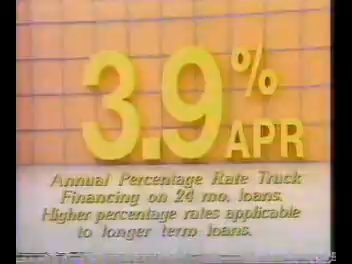 3.9% APR
Annual Percentage Rate Truck
Financing on 24 mo. loans.
Higher percentage rates applicable
to longer term loans.